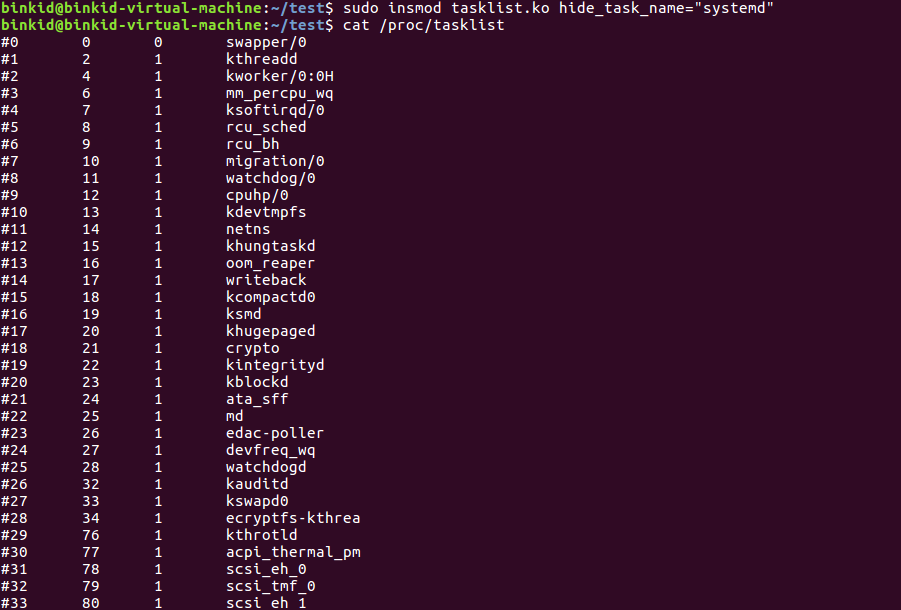 binkid@binkid-virtual-machine:~/test$ sudo insmod tasklist.ko hide_task_name="systemd"
binkid@binkid-virtual-machine:~/test$ cat /proc/tasklist
#0 0 0 swapper/0
#1 2 1 kthreadd
#2 4 1 kworker/0:0H
#3 6 1 mm_percpu_wq
#4 7 1 ksoftirqd/0
#5 8 1 rcu_sched
#6 9 1 rcu_bh
#7 10 1 migration/0
#8 11 1 watchdog/0
#9 12 1 cpuhp/0
#10 13 1 kdevtmpfs
#11 14 1 netns
#12 15 1 khungtaskd
#13 16 1 oom_reaper
#14 17 1 writeback
#15 18 1 kcompactd0
#16 19 1 ksmd
#17 20 1 khugepaged
#18 21 1 crypto
#19 22 1 kintegrityd
#20 23 1 kblockd
#21 24 1 ata_sff
#22 25 1 md
#23 26 1 edac-poller
#24 27 1 devfreq_wq
#25 28 1 watchdogd
#26 32 1 kauditd
#27 33 1 kswapd0
#28 34 1 ecryptfs-kthrea
#29 76 1 kthrotld
#30 77 1 acpi_thermal_pm
#31 78 1 scsi_eh_0
#32 79 1 scsi_tmf_0
#33 80 1 scsi_eh_1